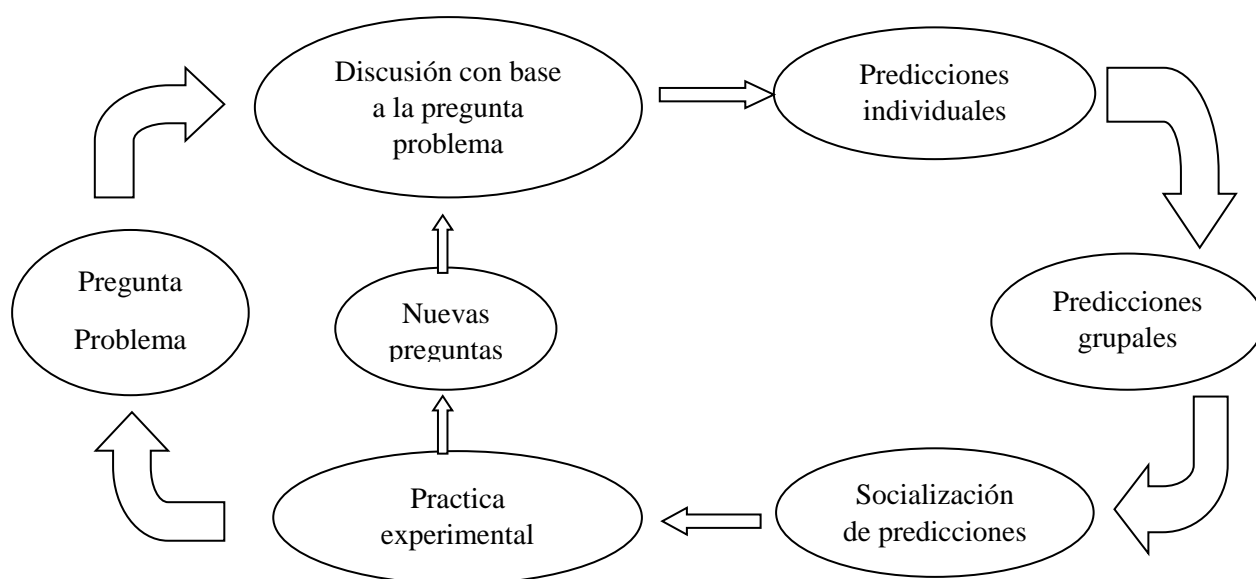 Discusión con base
a la pregunta
problema
Predicciones
individuales
Pregunta
Problema
Nuevas
preguntas
Predicciones
grupales
Practica
experimental
Socialización
de predicciones